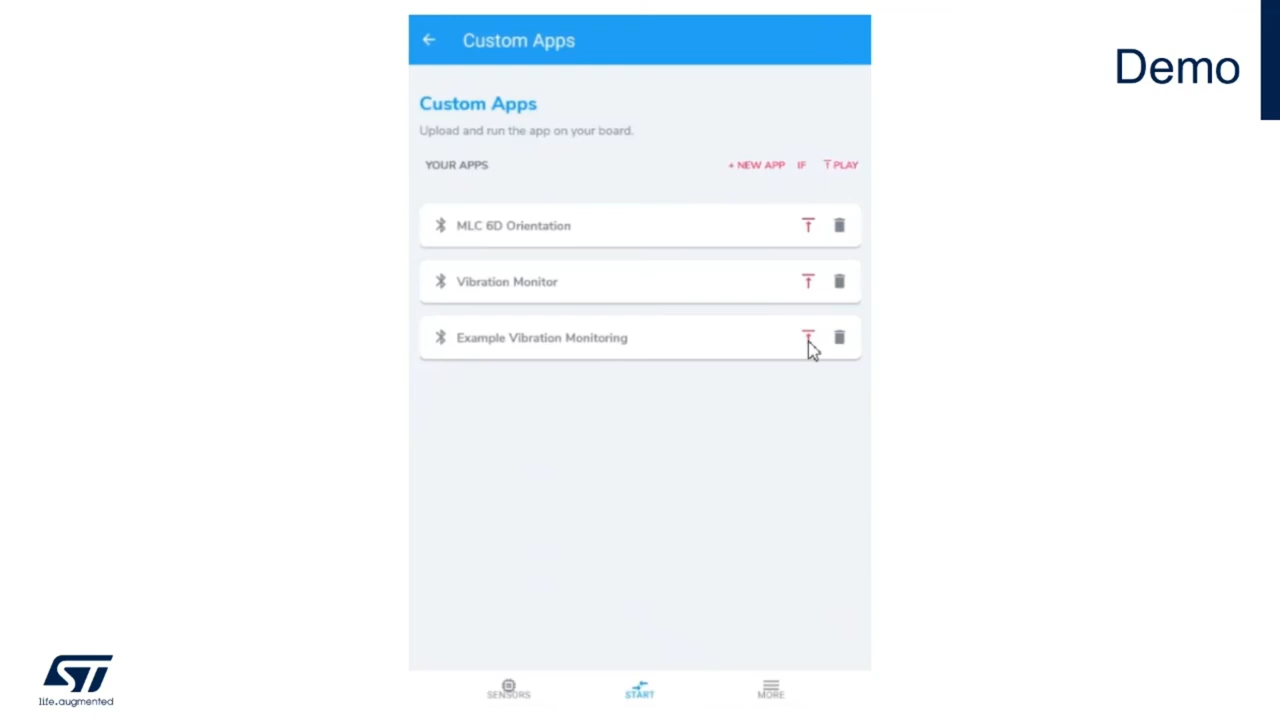 Custom Apps
Demo
Custom Apps
Upload and run the app on your board.
YOUR APPS + NEW APP IF PLAY
MLC 6D Orientation
Vibration Monitor
Example Vibration Monitoring
SENSORS START MORE
ST
life.augmented